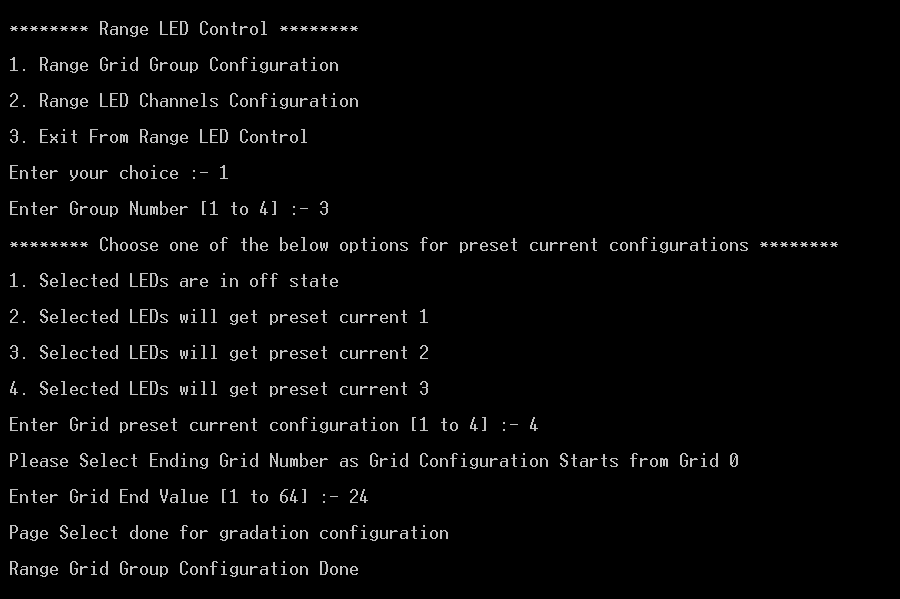 ******** Range LED Control ********
1. Range Grid Group Configuration
2. Range LED Channels Configuration
3. Exit From Range LED Control
Enter your choice :- 1
Enter Group Number [1 to 4] :- 3
******** Choose one of the below options for preset current configurations ********
1. Selected LEDs are in off state
2. Selected LEDs will get preset current 1
3. Selected LEDs will get preset current 2
4. Selected LEDs will get preset current 3
Enter Grid preset current configuration [1 to 4] :- 4
Please Select Ending Grid Number as Grid Configuration Starts from Grid 0
Enter Grid End Value [1 to 64] :- 24
Page Select done for gradation configuration
Range Grid Group Configuration Done